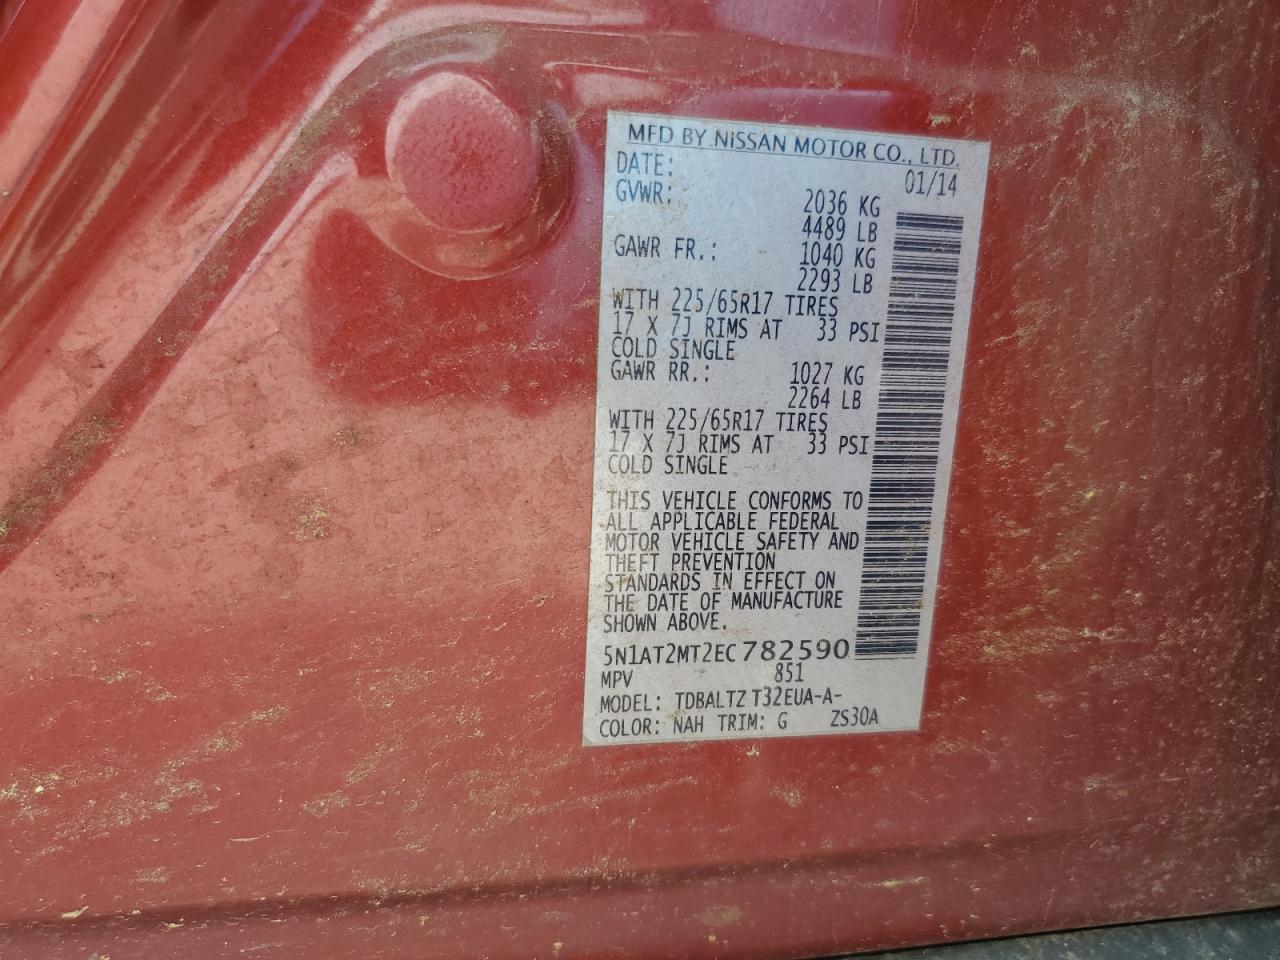 MFD BY NISSAN MOTOR CO., LTD.
DATE: 01/14
GVWR: 2036 KG
4489 LB
GAWR FR.: 1040 KG
2293 LB
WITH 225/65R17 TIRES
17 X 7J RIMS AT 33 PSI
COLD SINGLE
GAWR RR.: 1027 KG
2264 LB
WITH 225/65R17 TIRES
17 X 7J RIMS AT 33 PSI
COLD SINGLE
THIS VEHICLE CONFORMS TO
ALL APPLICABLE FEDERAL
MOTOR VEHICLE SAFETY AND
THEFT PREVENTION
STANDARDS IN EFFECT ON
THE DATE OF MANUFACTURE
SHOWN ABOVE.
5N1AT2MT2EC782590
MPV 851
MODEL: TDBALTZ T32EUA-A-
COLOR: NAH TRIM: G ZS30A